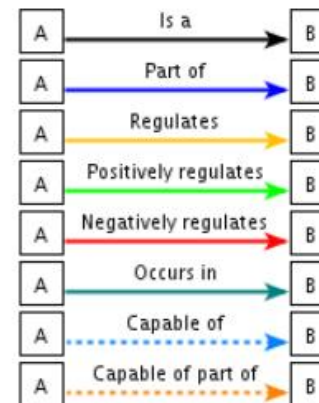 A Is a B
A Part of B
A Regulates B
A Positively regulates B
A Negatively regulates B
A Occurs in B
A Capable of B
A Capable of part of B